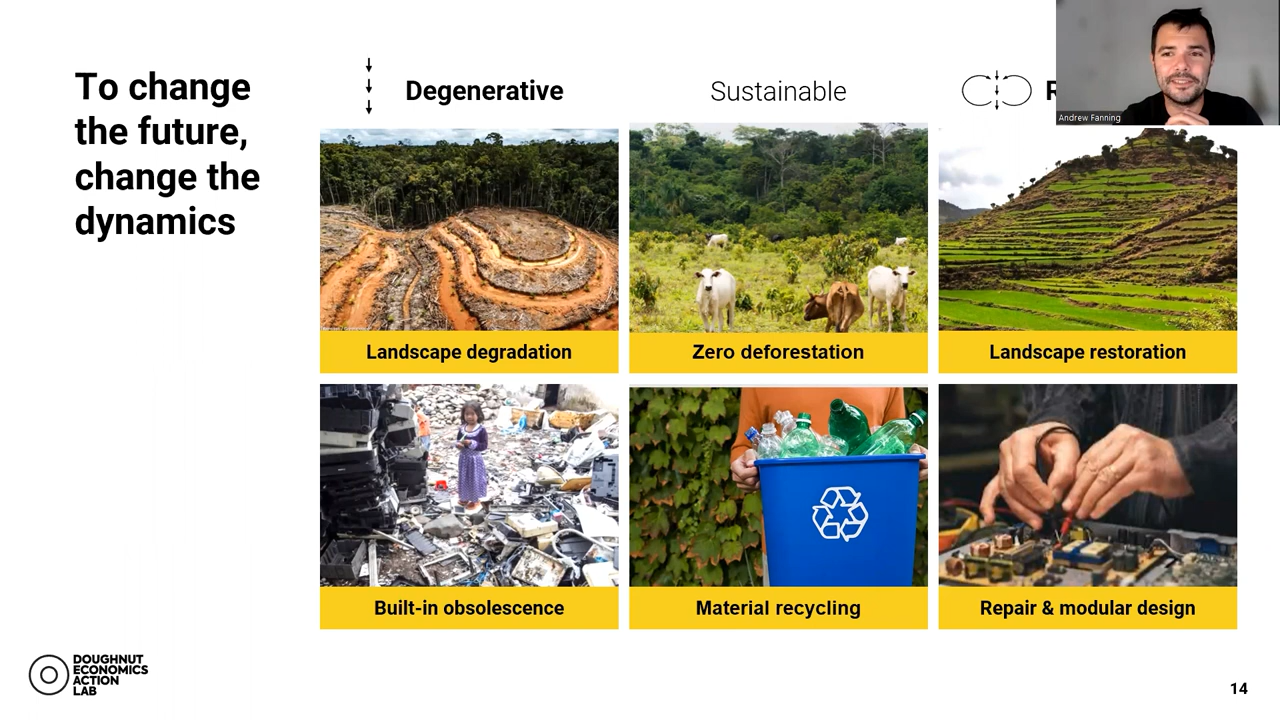 To change
the future,
change the
dynamics
Degenerative
Sustainable
Andrew Fanning
Landscape degradation
Zero deforestation
Landscape restoration
Built-in obsolescence
Material recycling
Repair & modular design
DOUGHNUT
ECONOMICS
ACTION
LAB
14